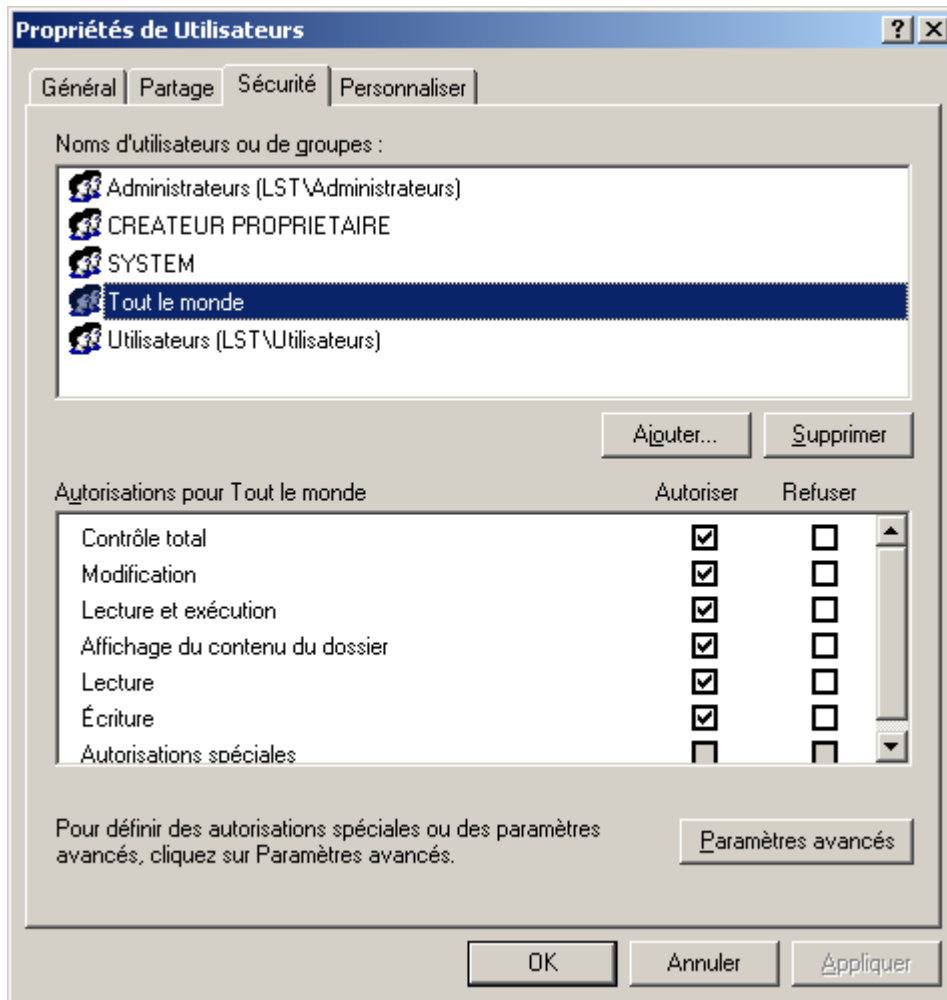 Propriétés de Utilisateurs
Général Partage Sécurité Personnaliser
Noms d'utilisateurs ou de groupes :
Administrateurs (LST\Administrateurs)
CREATEUR PROPRIETAIRE
SYSTEM
Tout le monde
Utilisateurs (LST\Utilisateurs)
Ajouter... Supprimer
Autorisations pour Tout le monde Autoriser Refuser
Contrôle total
Modification
Lecture et exécution
Affichage du contenu du dossier
Lecture
Écriture
Autorisations spéciales
Pour définir des autorisations spéciales ou des paramètres
avancés, cliquez sur Paramètres avancés.
Paramètres avancés
OK Annuler Appliquer